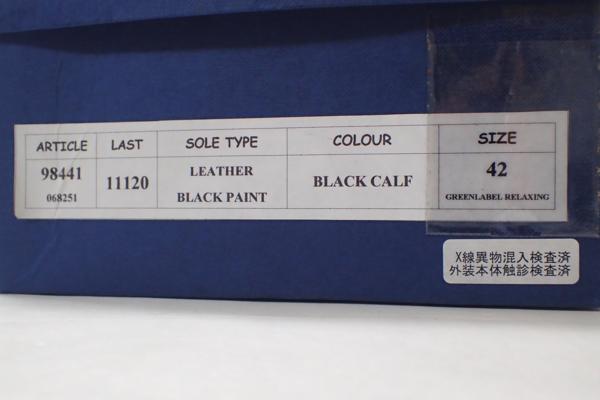 ARTICLE LAST SOLE TYPE COLOUR SIZE
98441 11120 LEATHER BLACK CALF 42
068251 BLACK PAINT GREENLABEL RELAXING
X線異物混入検査済
外装本体触診検査済